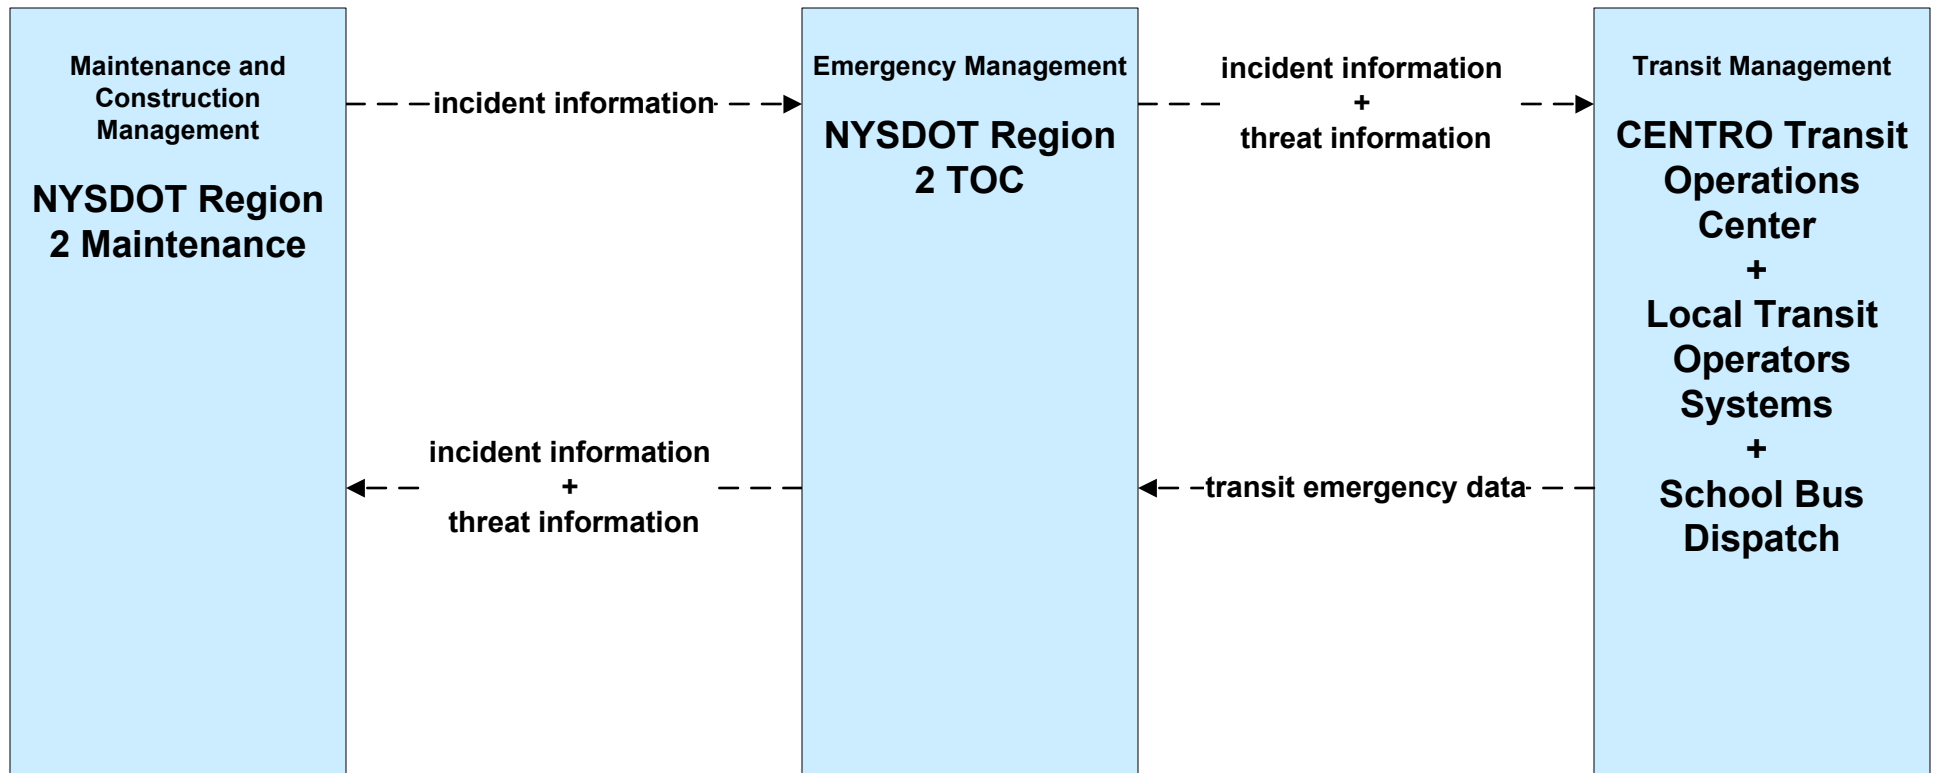 Maintenance and
Construction
Management
NYSDOT Region
2 Maintenance
incident information
incident information
+
threat information
Emergency Management
NYSDOT Region
2 TOC
incident information
+
threat information
transit emergency data
Transit Management
CENTRO Transit
Operations
Center
+
Local Transit
Operators
Systems
+
School Bus
Dispatch